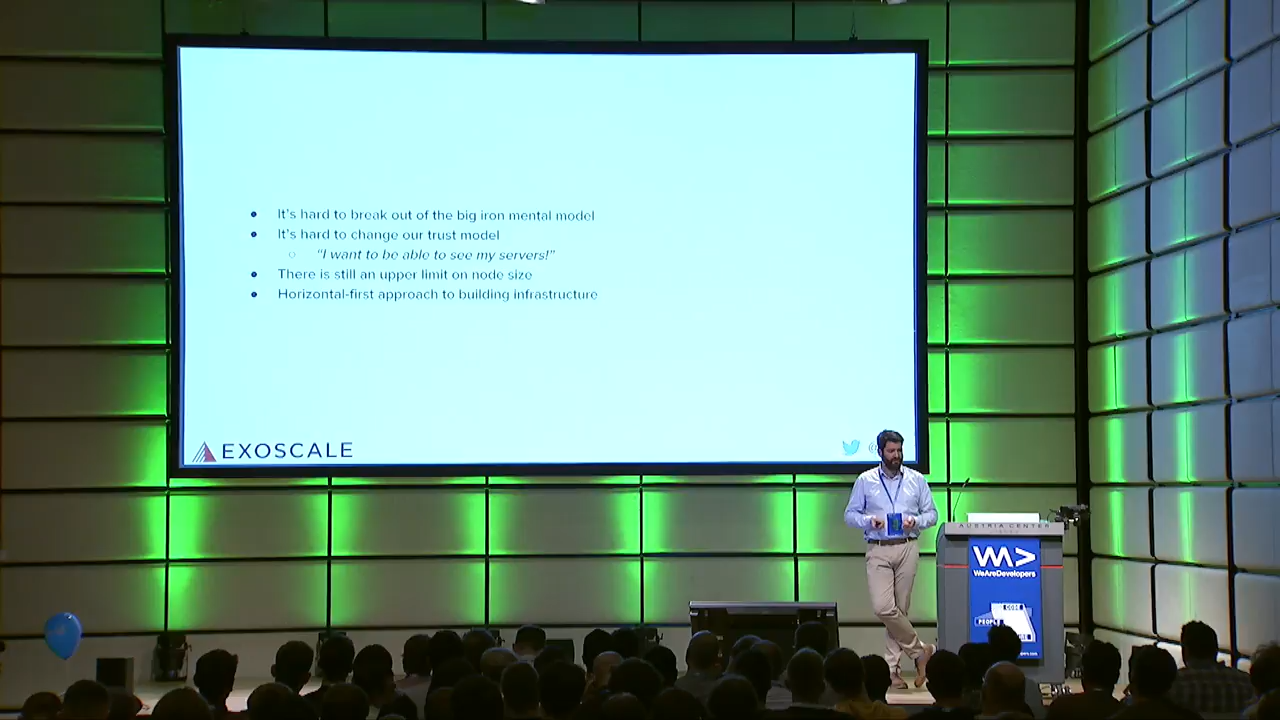 It's hard to break out of the big iron mental model
It's hard to change our trust model
"I want to be able to see my servers!"
There is still an upper limit on node size
Horizontal-first approach to building infrastructure
EXOSCALE
AUSTRIA CENTER
WeAreDevelopers
CODE